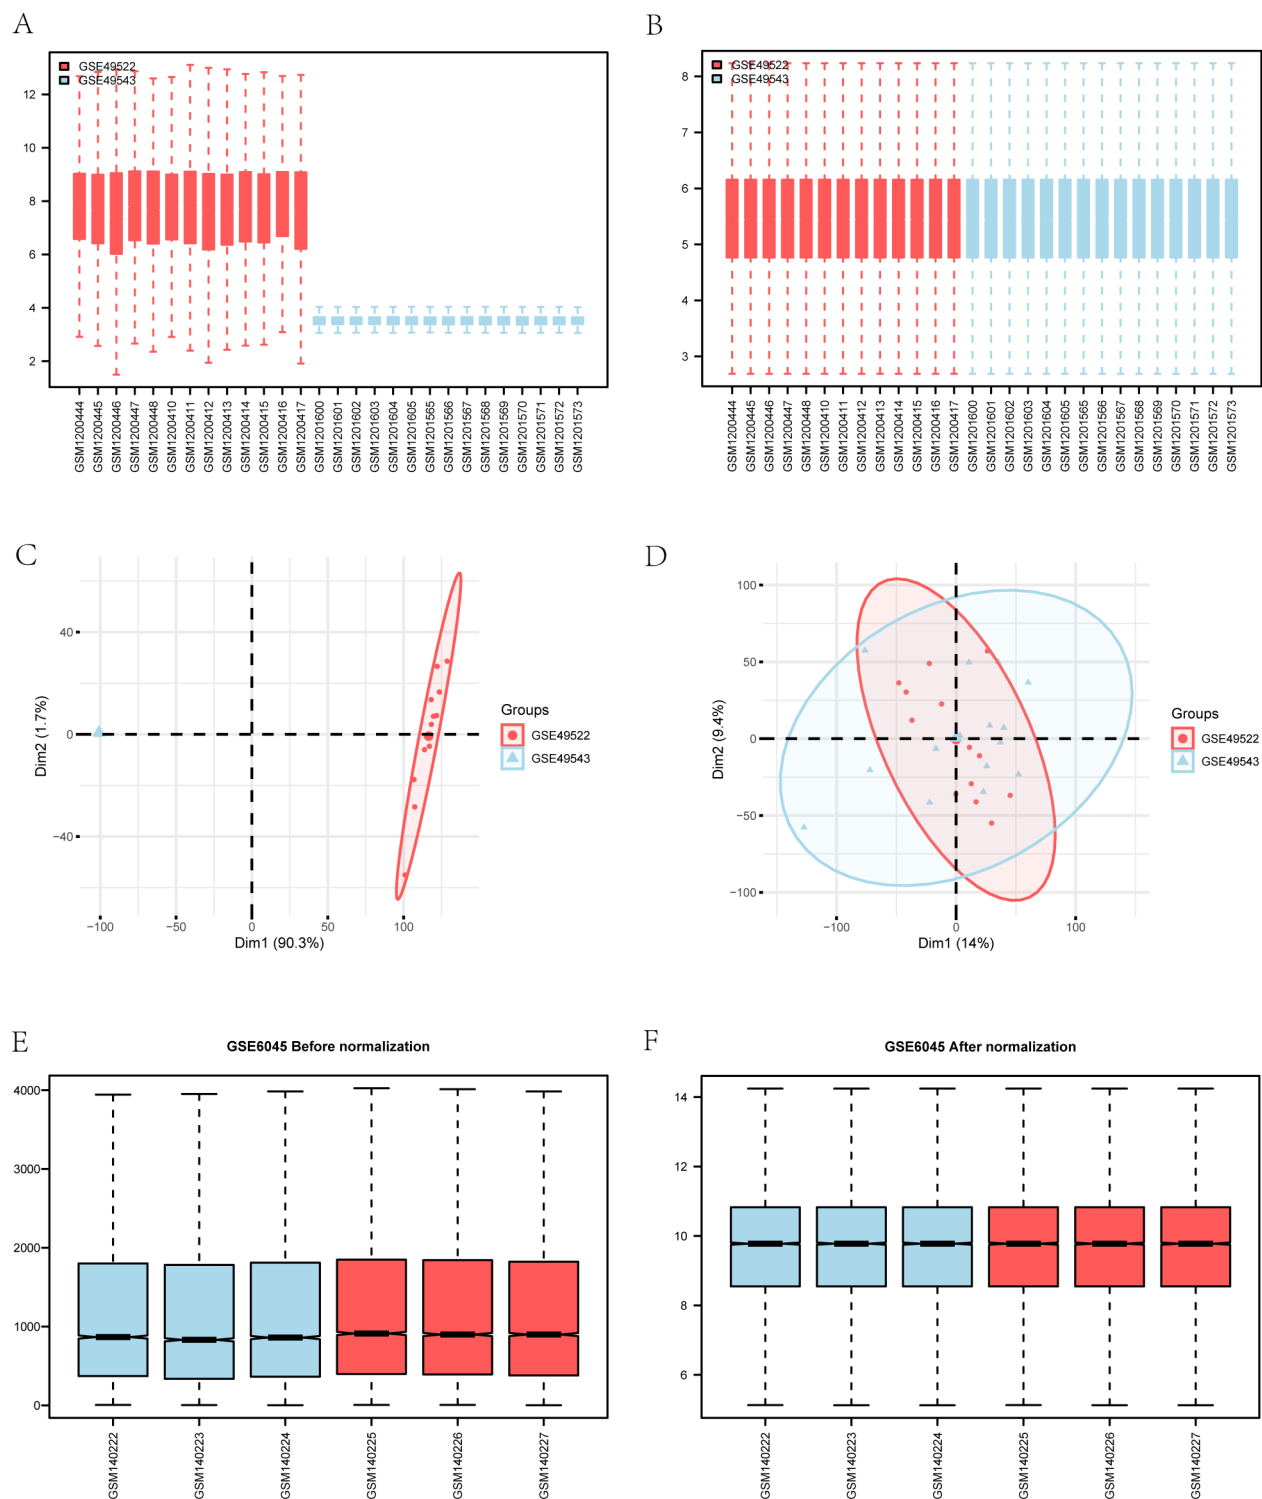 A
GSE49522
GSE49543
12
10
8
6
4
2
GSM1200444
GSM1200445
GSM1200446
GSM1200447
GSM1200448
GSM1200410
GSM1200411
GSM1200412
GSM1200413
GSM1200414
GSM1200415
GSM1200416
GSM1200417
GSM1201600
GSM1201601
GSM1201602
GSM1201603
GSM1201604
GSM1201605
GSM1201565
GSM1201566
GSM1201567
GSM1201568
GSM1201569
GSM1201570
GSM1201571
GSM1201572
GSM1201573
B
GSE49522
GSE49543
8
7
6
5
4
3
GSM1200444
GSM1200445
GSM1200446
GSM1200447
GSM1200448
GSM1200410
GSM1200411
GSM1200412
GSM1200413
GSM1200414
GSM1200415
GSM1200416
GSM1200417
GSM1201600
GSM1201601
GSM1201602
GSM1201603
GSM1201604
GSM1201605
GSM1201565
GSM1201566
GSM1201567
GSM1201568
GSM1201569
GSM1201570
GSM1201571
GSM1201572
GSM1201573
C
Dim2 (1.7%)
40
0
−40
−100
−50
0
50
100
Dim1 (90.3%)
Groups
GSE49522
GSE49543
D
Dim2 (9.4%)
100
50
0
−50
−100
−100
0
100
Dim1 (14%)
Groups
GSE49522
GSE49543
E
GSE6045 Before normalization
4000
3000
2000
1000
0
GSM140222
GSM140223
GSM140224
GSM140225
GSM140226
GSM140227
F
GSE6045 After normalization
14
12
10
8
6
GSM140222
GSM140223
GSM140224
GSM140225
GSM140226
GSM140227